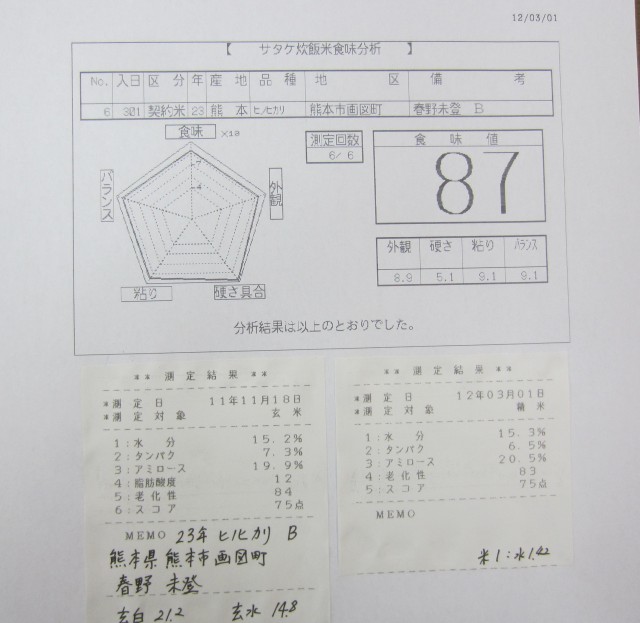 12/03/01
【 サタケ炊飯米食味分析 】
No. 入日 区分 年 産地 品種 地区 備考
6 301 契約米 23 熊本 ヒノヒカリ 熊本市画図町 春野未登 B
食味 ×10
7
4
外観
硬さ具合
粘り
バランス
測定回数
6/ 6
食味値
87
外観 硬さ 粘り バランス
8.9 5.1 9.1 9.1
分析結果は以上のとおりでした。
** 測定結果 **
*測定日 11年11月18日
*測定対象 玄米
1:水分 15.2%
2:タンパク 7.3%
3:アミロース 19.9%
4:脂肪酸度 12
5:老化性 84
6:スコア 75点
MEMO 23年 ヒノヒカリ B
熊本県 熊本市画図町
春野 未登
玄白 21.2 玄水 14.8
** 測定結果 **
*測定日 12年03月01日
*測定対象 精米
1:水分 15.3%
2:タンパク 6.5%
3:アミロース 20.5%
4:老化性 83
5:スコア 75点
MEMO
米1:水1.42